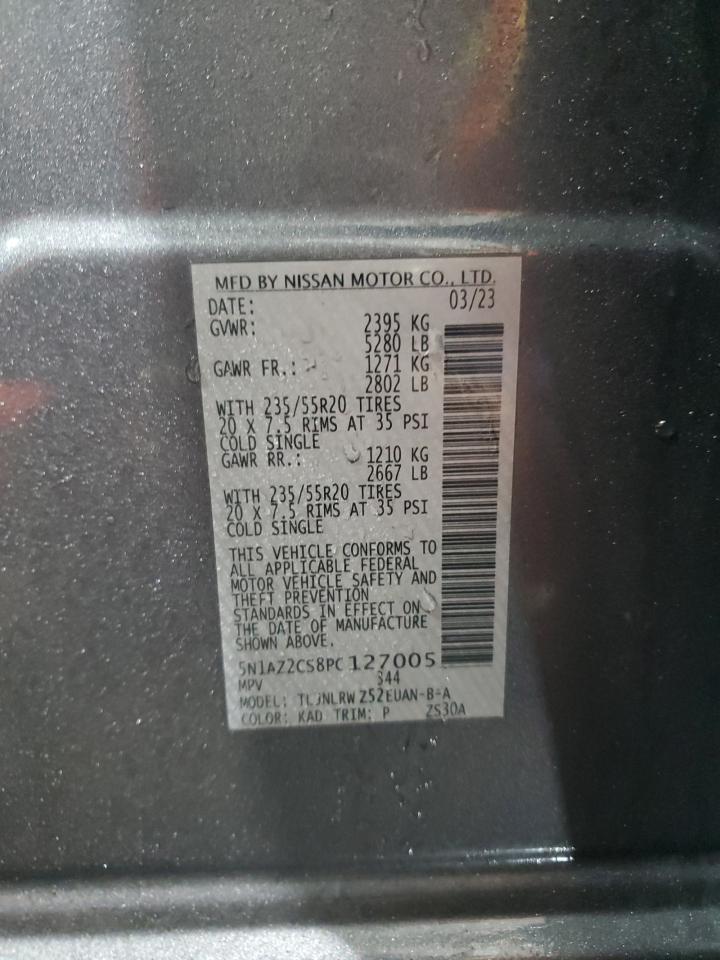 MFD BY NISSAN MOTOR CO., LTD.
DATE: 03/23
GVWR: 2395 KG
5280 LB
GAWR FR.: 1271 KG
2802 LB
WITH 235/55R20 TIRES
20 X 7.5 RIMS AT 35 PSI
COLD SINGLE
GAWR RR.: 1210 KG
2667 LB
WITH 235/55R20 TIRES
20 X 7.5 RIMS AT 35 PSI
COLD SINGLE
THIS VEHICLE CONFORMS TO
ALL APPLICABLE FEDERAL
MOTOR VEHICLE SAFETY AND
THEFT PREVENTION
STANDARDS IN EFFECT ON
THE DATE OF MANUFACTURE
SHOWN ABOVE.
5N1AZ2CS8PC127005
MPV
MODEL:
COLOR: KAD TRIM: P ZS30A